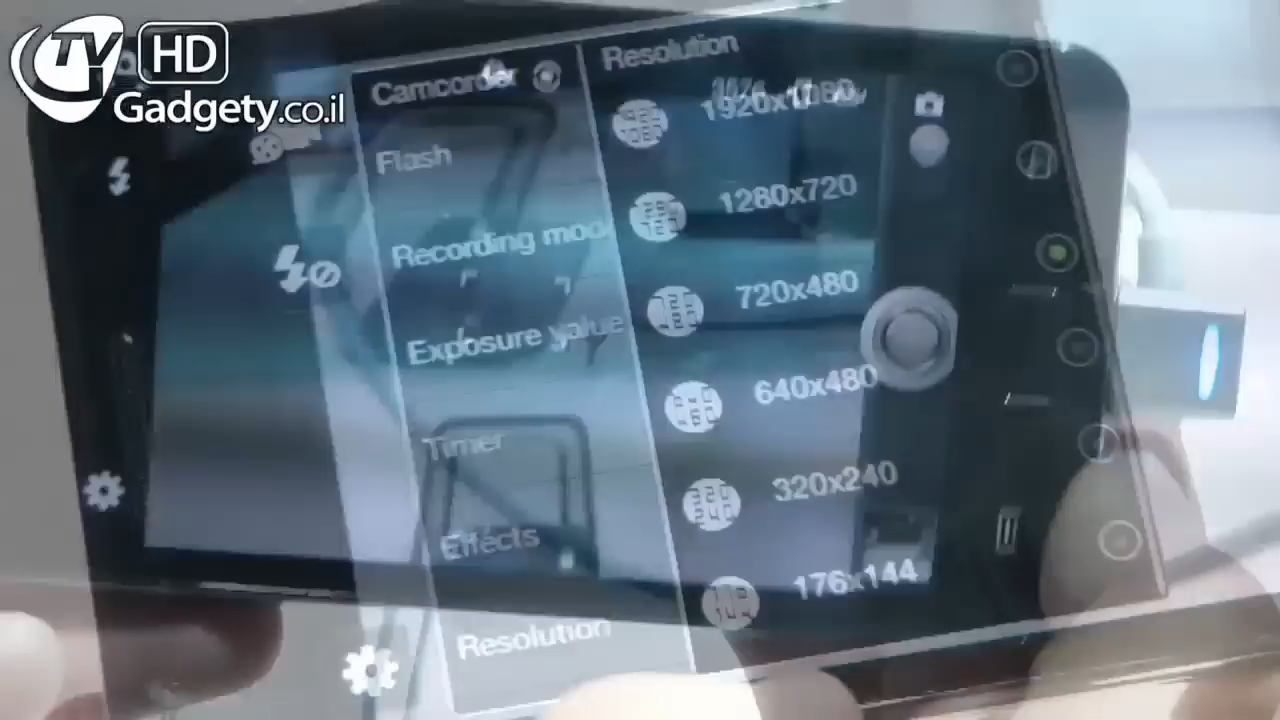 TV HD
Gadgety.co.il
Camcorder
Flash
Recording mod
Exposure value
Timer
Effects
Resolution
Resolution
1920x1080
1280x720
720x480
640x480
320x240
176x144